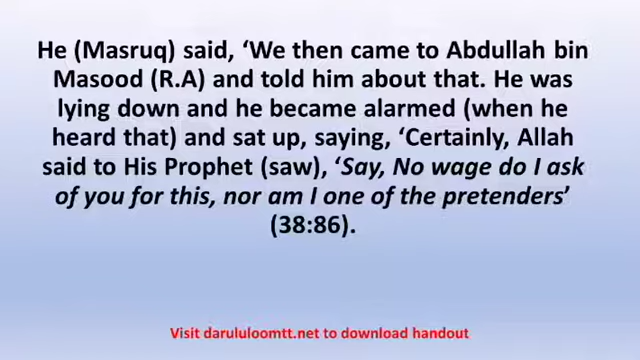 He (Masruq) said, ‘We then came to Abdullah bin
Masood (R.A) and told him about that. He was
lying down and he became alarmed (when he
heard that) and sat up, saying, ‘Certainly, Allah
said to His Prophet (saw), ‘Say, No wage do I ask
of you for this, nor am I one of the pretenders’
(38:86).
Visit darululoomtt.net to download handout